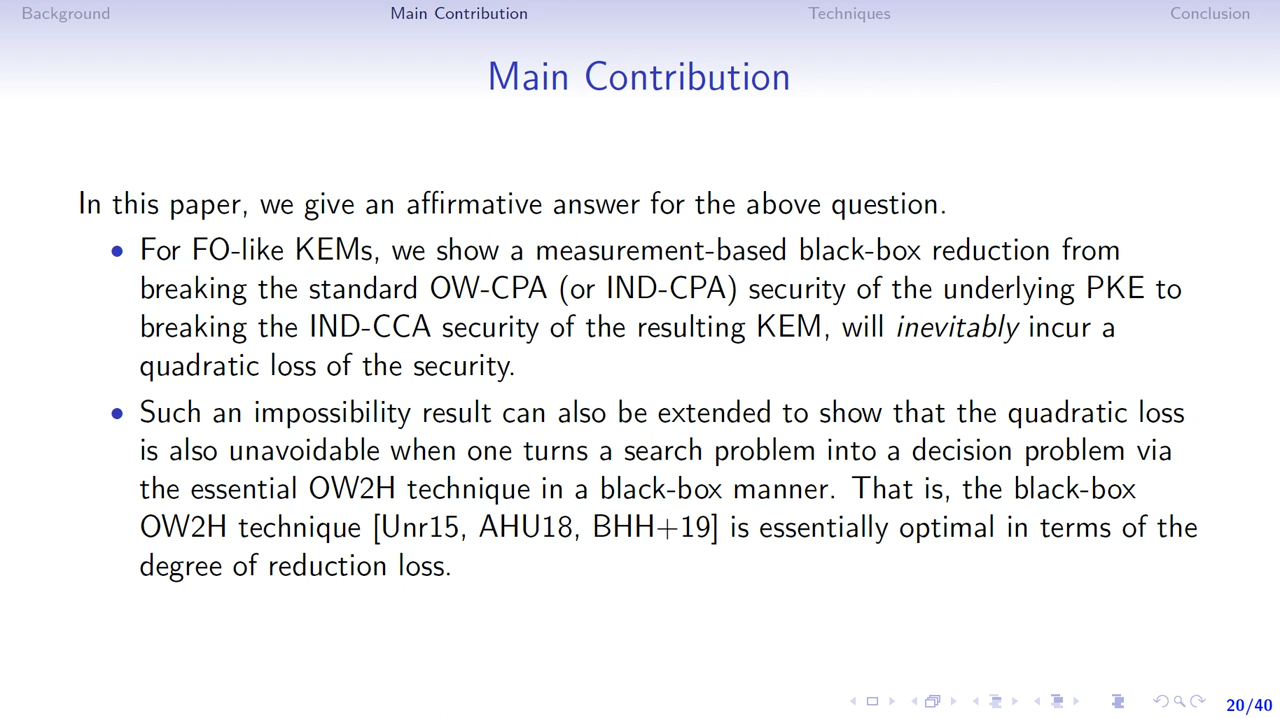 Background Main Contribution Techniques Conclusion
Main Contribution
In this paper, we give an affirmative answer for the above question.
• For FO-like KEMs, we show a measurement-based black-box reduction from
breaking the standard OW-CPA (or IND-CPA) security of the underlying PKE to
breaking the IND-CCA security of the resulting KEM, will inevitably incur a
quadratic loss of the security.
• Such an impossibility result can also be extended to show that the quadratic loss
is also unavoidable when one turns a search problem into a decision problem via
the essential OW2H technique in a black-box manner. That is, the black-box
OW2H technique [Unr15, AHU18, BHH+19] is essentially optimal in terms of the
degree of reduction loss.
20/40